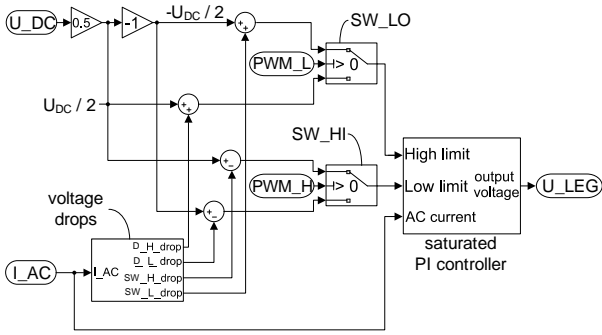 U_DC
0.5
-1
-U_DC / 2
SW_LO
PWM_L
> 0
U_DC / 2
SW_HI
PWM_H
> 0
High limit
Low limit
AC current
output
voltage
U_LEG
saturated
PI controller
voltage
drops
I_AC
I_AC
D_H_drop
D_L_drop
SW_H_drop
SW_L_drop